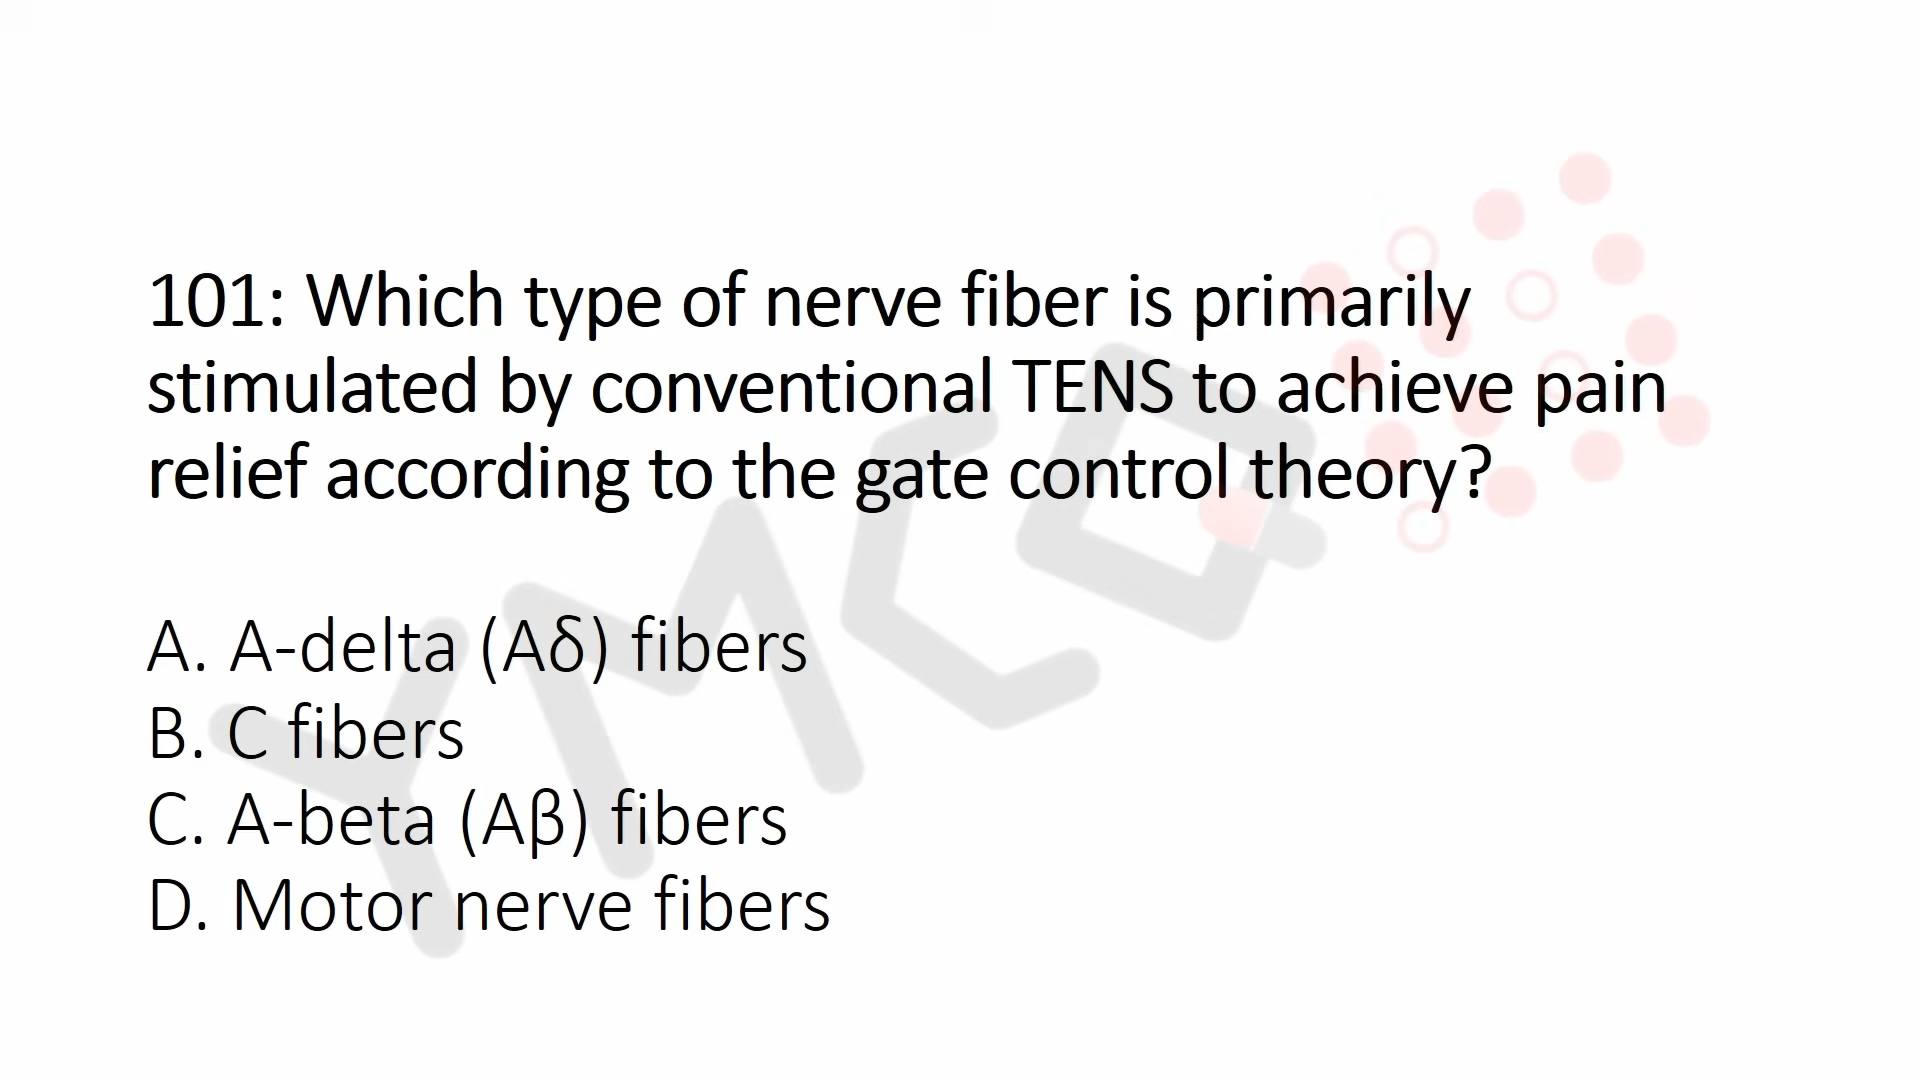 101: Which type of nerve fiber is primarily
stimulated by conventional TENS to achieve pain
relief according to the gate control theory?
A. A-delta (Aδ) fibers
B. C fibers
C. A-beta (Aβ) fibers
D. Motor nerve fibers
YMCQ